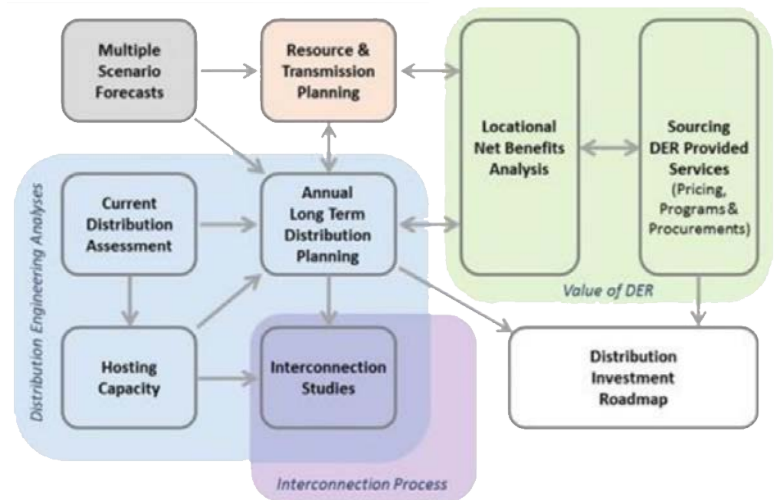 Multiple
Scenario
Forecasts
Resource &
Transmission
Planning
Locational
Net Benefits
Analysis
Sourcing
DER Provided
Services
(Pricing,
Programs &
Procurements)
Value of DER
Distribution Engineering Analyses
Current
Distribution
Assessment
Annual
Long Term
Distribution
Planning
Hosting
Capacity
Interconnection
Studies
Interconnection Process
Distribution
Investment
Roadmap